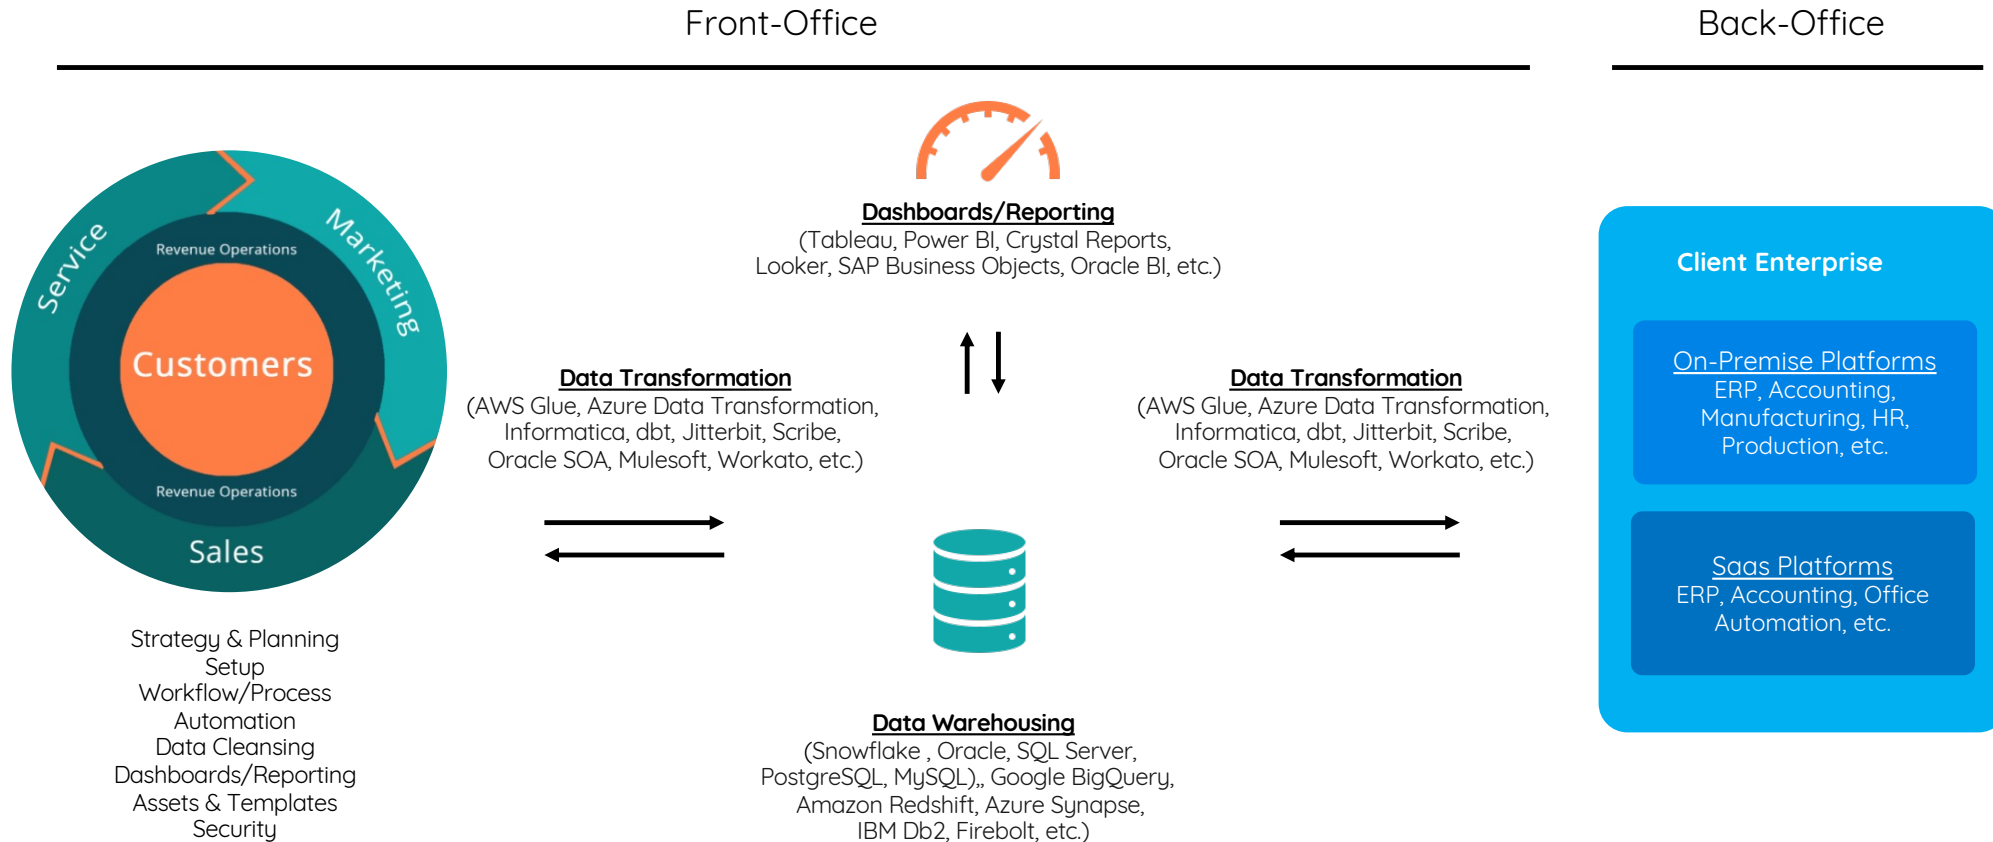 Front-Office
Back-Office
Service
Marketing
Revenue Operations
Customers
Revenue Operations
Sales
Strategy & Planning
Setup
Workflow/Process
Automation
Data Cleansing
Dashboards/Reporting
Assets & Templates
Security
Data Transformation
(AWS Glue, Azure Data Transformation,
Informatica, dbt, Jitterbit, Scribe,
Oracle SOA, Mulesoft, Workato, etc.)
Dashboards/Reporting
(Tableau, Power BI, Crystal Reports,
Looker, SAP Business Objects, Oracle BI, etc.)
Data Warehousing
(Snowflake , Oracle, SQL Server,
PostgreSQL, MySQL),, Google BigQuery,
Amazon Redshift, Azure Synapse,
IBM Db2, Firebolt, etc.)
Data Transformation
(AWS Glue, Azure Data Transformation,
Informatica, dbt, Jitterbit, Scribe,
Oracle SOA, Mulesoft, Workato, etc.)
Client Enterprise
On-Premise Platforms
ERP, Accounting,
Manufacturing, HR,
Production, etc.
Saas Platforms
ERP, Accounting, Office
Automation, etc.